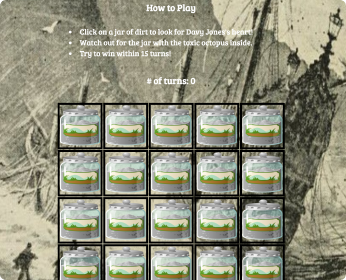 How to Play
Click on a jar of dirt to look for Davy Jones's heart!
Watch out for the jar with the toxic octopus inside.
Try to win within 15 turns!
# of turns: 0